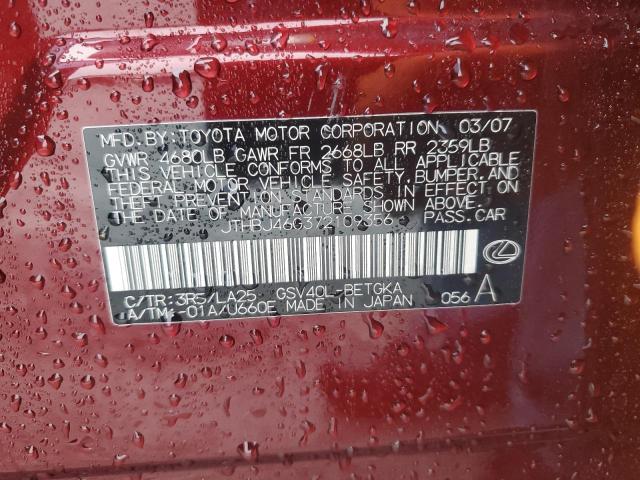 MFD. BY: TOYOTA MOTOR CORPORATION 03/07
GVWR 4680LB GAWR FR 2668LB RR 2359LB
THIS VEHICLE CONFORMS TO ALL APPLICABLE
FEDERAL MOTOR VEHICLE SAFETY, BUMPER, AND
THEFT PREVENTION STANDARDS IN EFFECT ON
THE DATE OF MANUFACTURE SHOWN ABOVE.
JTHBJ46G372109356 PASS. CAR
C/TR: 3R5/LA25 GSV40L-BETGKA
A/TM: -01A/U660E MADE IN JAPAN 056 A